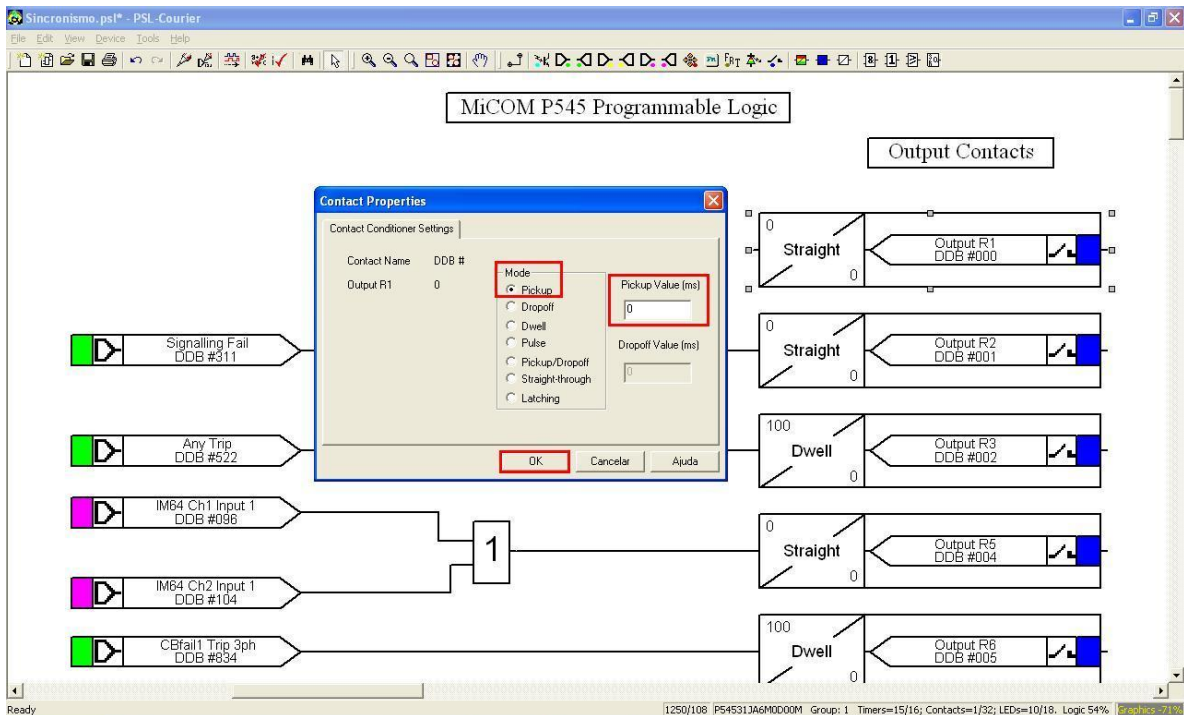 Sincronismo.psl* - PSL-Courier
File Edit View Device Tools Help
MiCOM P545 Programmable Logic
Output Contacts
Contact Properties
Contact Conditioner Settings
Contact Name DDB #
Output R1 0
Mode
Pickup
Dropoff
Dwell
Pulse
Pickup/Dropoff
Straight-through
Latching
Pickup Value (ms)
0
Dropoff Value (ms)
0
OK Cancelar Ajuda
0
Straight
0
Output R1
DDB #000
Signalling Fail
DDB #311
0
Straight
0
Output R2
DDB #001
Any Trip
DDB #522
100
Dwell
0
Output R3
DDB #002
IM64 Ch1 Input 1
DDB #096
1
0
Straight
0
Output R5
DDB #004
IM64 Ch2 Input 1
DDB #104
CBfail1 Trip 3ph
DDB #834
100
Dwell
0
Output R6
DDB #005
Ready
1250/108 P54531JA6M0D00M Group: 1 Timers=15/16; Contacts=1/32; LEDs=10/18. Logic 54% Graphics -71%